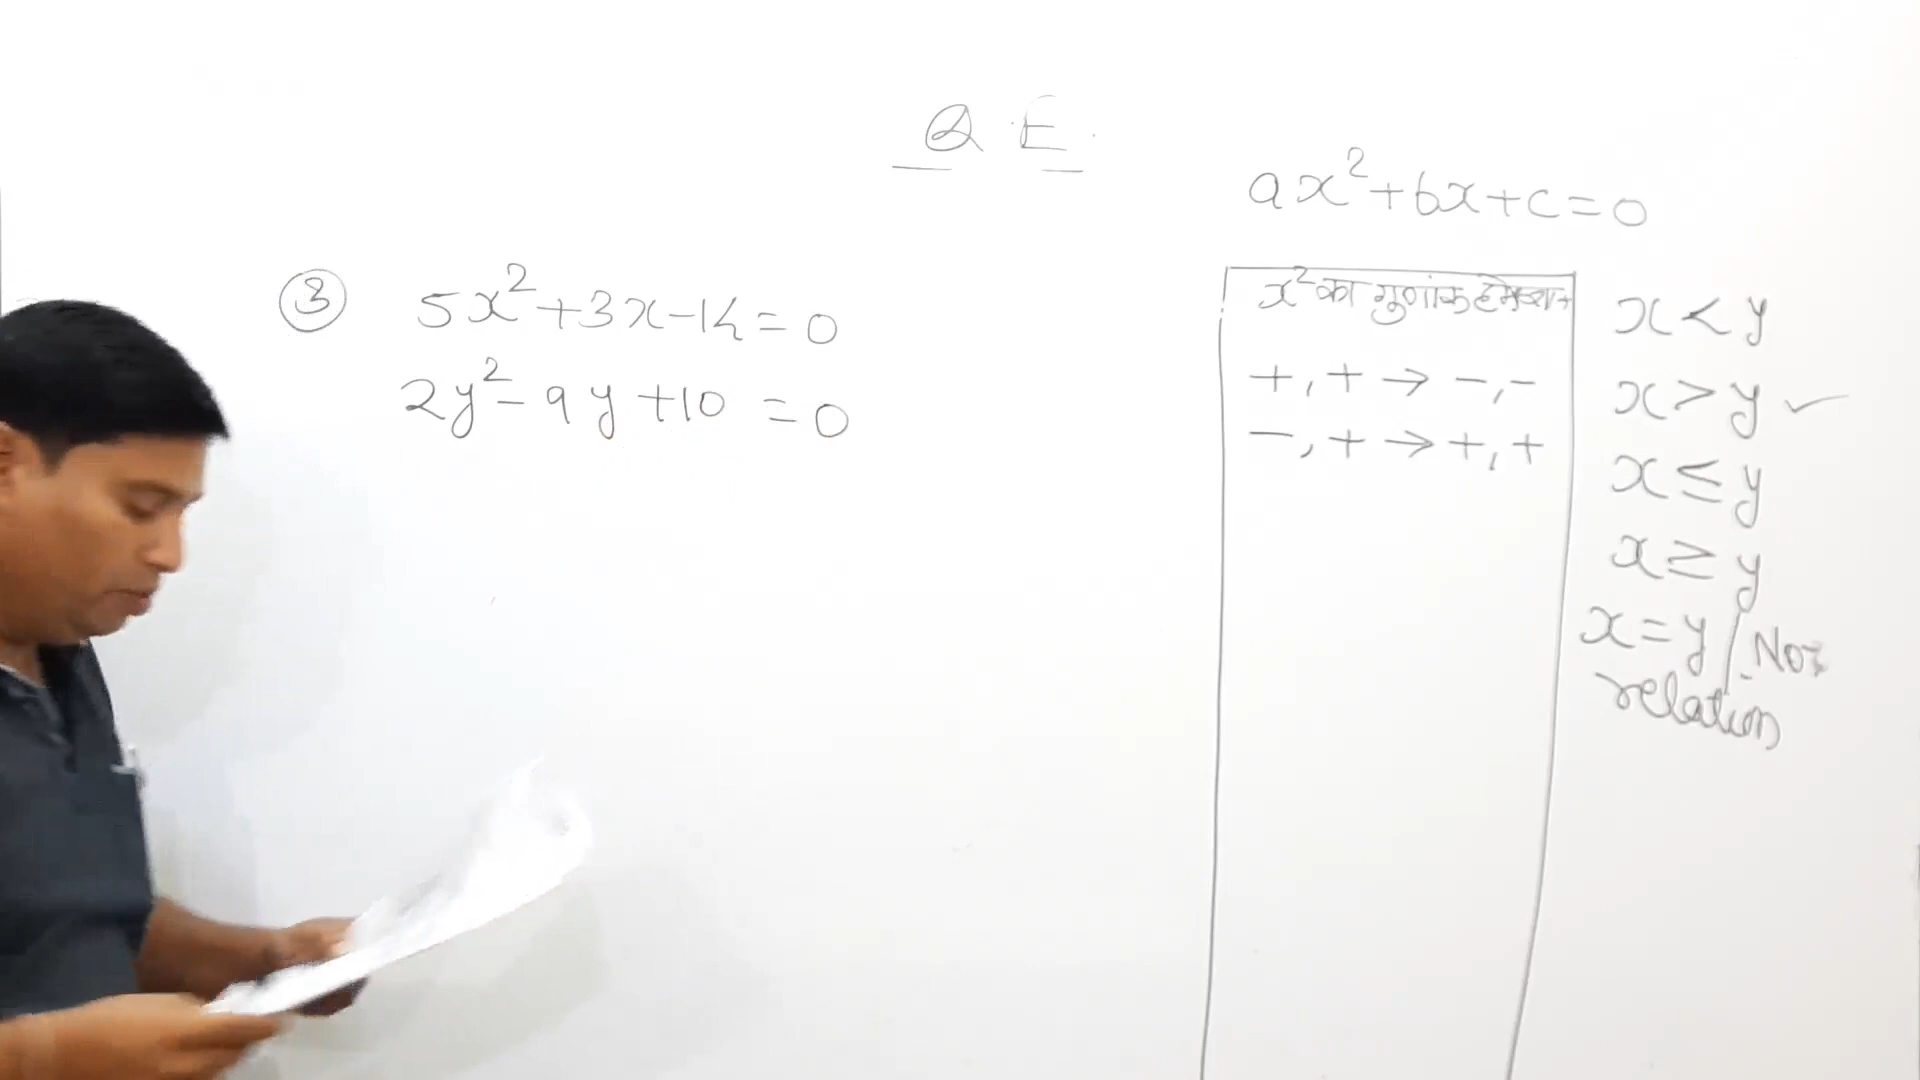 Q.E.
ax²+bx+c=0
③ 5x²+3x-14=0
2y²-9y+10=0
x² का गुणांक हमेशा +
+,+ → -,-
-,+ → +,+
x<y
x>y ✓
x≤y
x≥y
x=y/No
relation